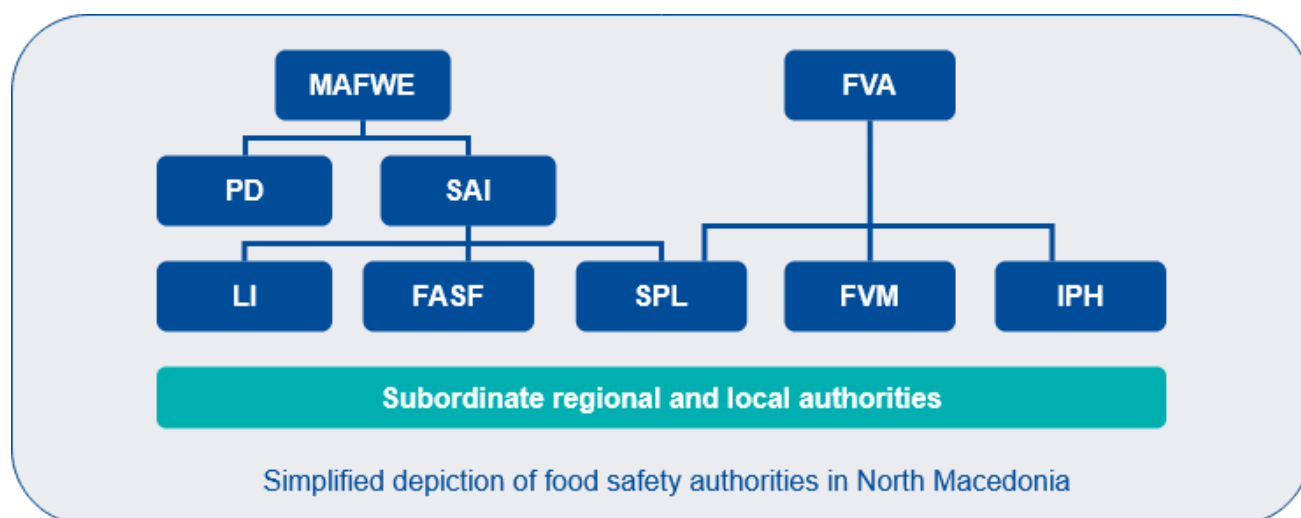 MAFWE
FVA
PD
SAI
LI
FASF
SPL
FVM
IPH
Subordinate regional and local authorities
Simplified depiction of food safety authorities in North Macedonia